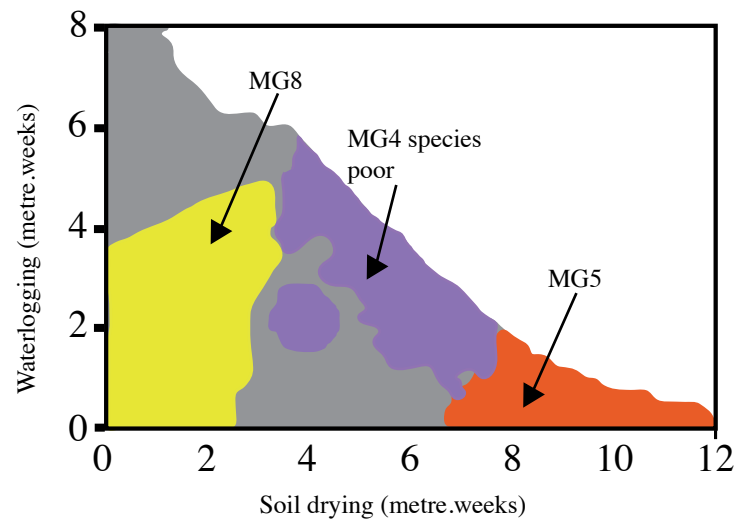 8
MG8
6
MG4 species
poor
4
MG5
2
0
0 2 4 6 8 10 12
Waterlogging (metre.weeks)
Soil drying (metre.weeks)